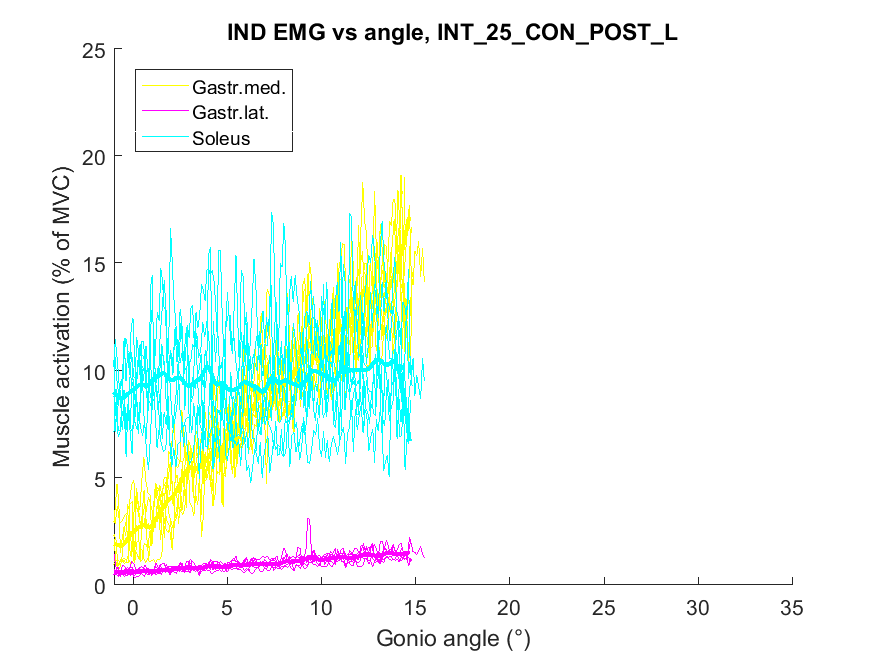 IND EMG vs angle, INT_25_CON_POST_L
25
Gastr.med.
Gastr.lat.
Soleus
20
15
10
5
0
Muscle activation (% of MVC)
0 5 10 15 20 25 30 35
Gonio angle (°)